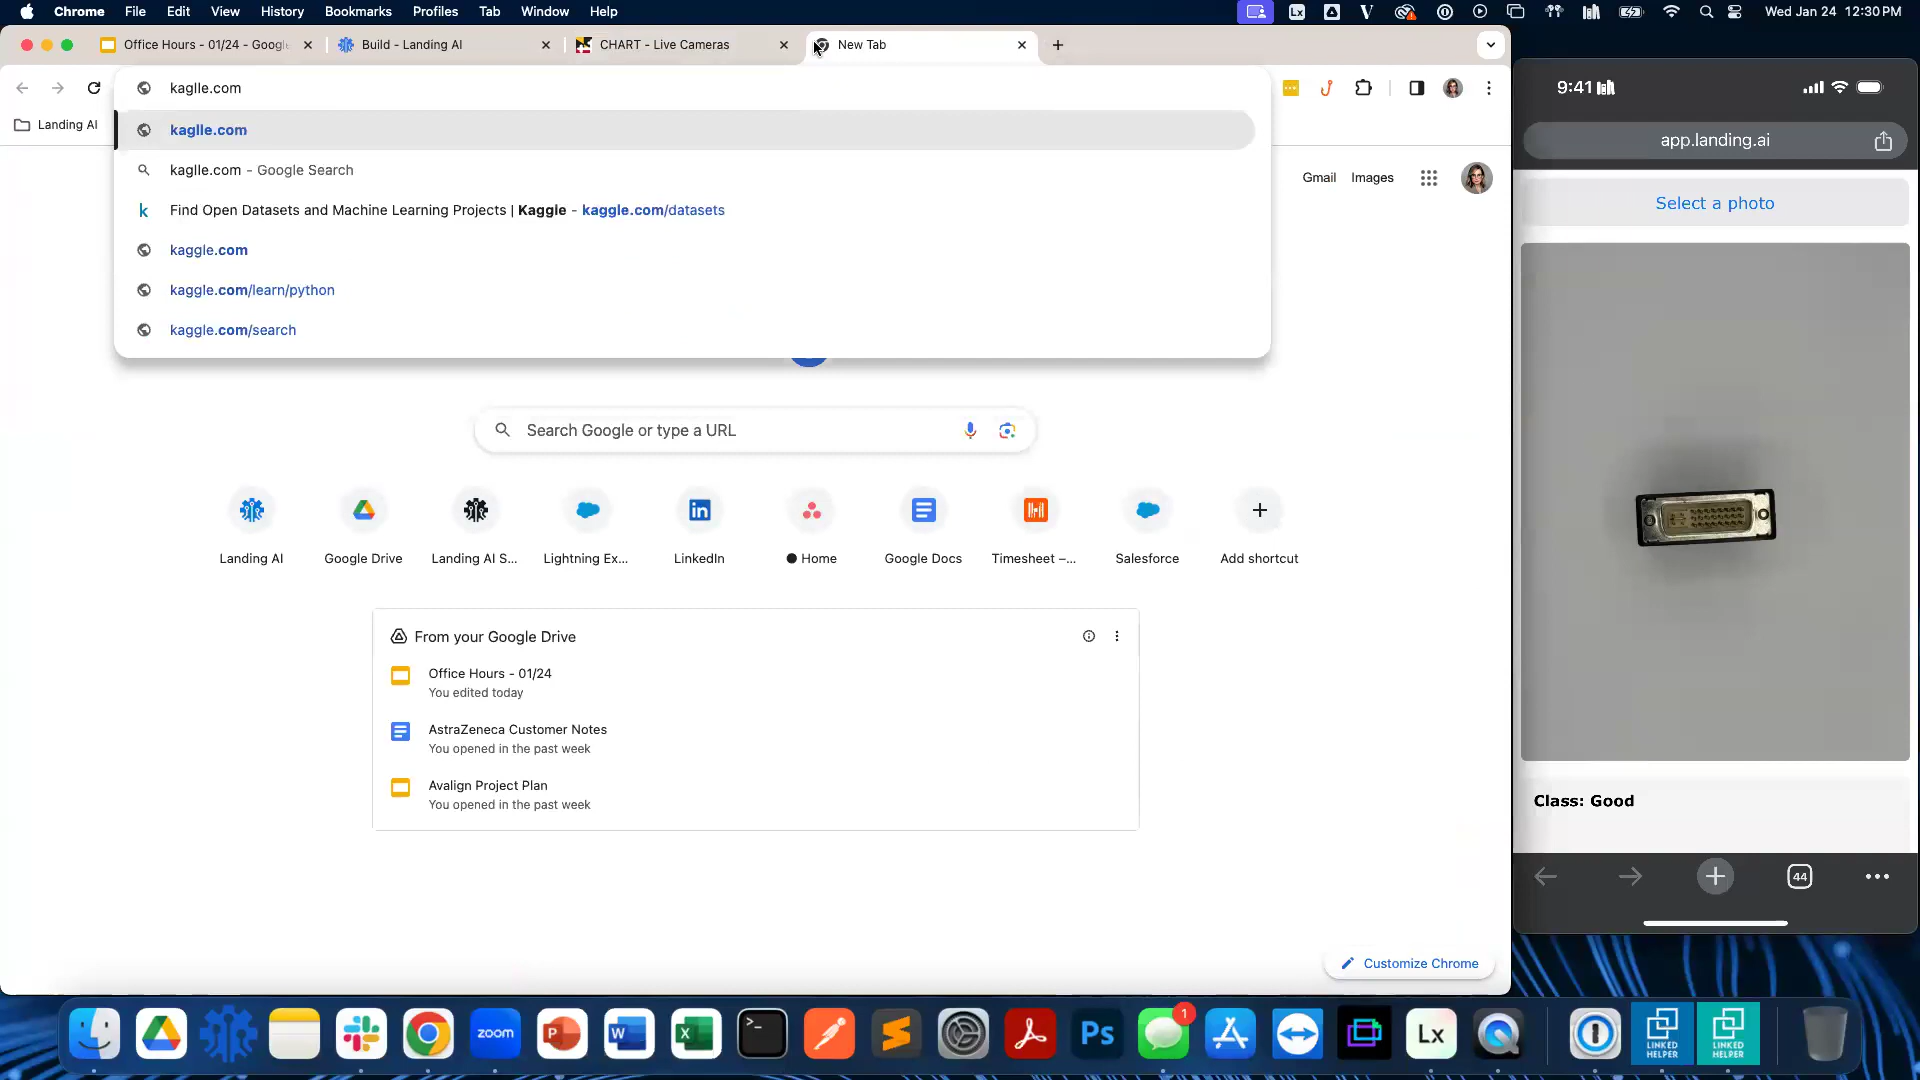 Chrome File Edit View History Bookmarks Profiles Tab Window Help Wed Jan 24 12:30 PM
Office Hours - 01/24 - Googl
Build - Landing AI
CHART - Live Cameras
New Tab
kaglle.com
Landing AI
kaglle.com
kaglle.com - Google Search
Find Open Datasets and Machine Learning Projects | Kaggle - kaggle.com/datasets
kaggle.com
kaggle.com/learn/python
kaggle.com/search
Gmail Images
Search Google or type a URL
Landing AI
Google Drive
Landing AI S...
Lightning Ex...
LinkedIn
Home
Google Docs
Timesheet –...
Salesforce
Add shortcut
From your Google Drive
Office Hours - 01/24
You edited today
AstraZeneca Customer Notes
You opened in the past week
Avalign Project Plan
You opened in the past week
Customize Chrome
9:41
app.landing.ai
Select a photo
Class: Good
44
zoom
Ps
1
Lx
LINKED
HELPER
LINKED
HELPER